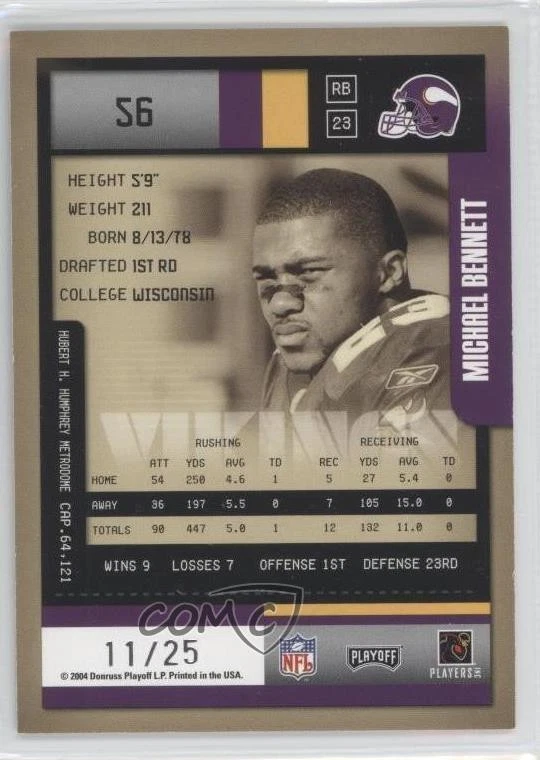 56
RB
23
HEIGHT 5'9"
WEIGHT 211
BORN 8/13/78
DRAFTED 1ST RD
COLLEGE WISCONSIN
MICHAEL BENNETT
HUBERT H. HUMPHREY METRODOME CAP. 64,121
VIKINGS
RUSHING RECEIVING
ATT YDS AVG TD REC YDS AVG TD
HOME 54 250 4.6 1 5 27 5.4 0
AWAY 36 197 5.5 0 7 105 15.0 0
TOTALS 90 447 5.0 1 12 132 11.0 0
WINS 9 LOSSES 7 OFFENSE 1ST DEFENSE 23RD
COMC
11/25
NFL
PLAYOFF
PLAYERS INC
© 2004 Donruss Playoff L.P. Printed in the USA.